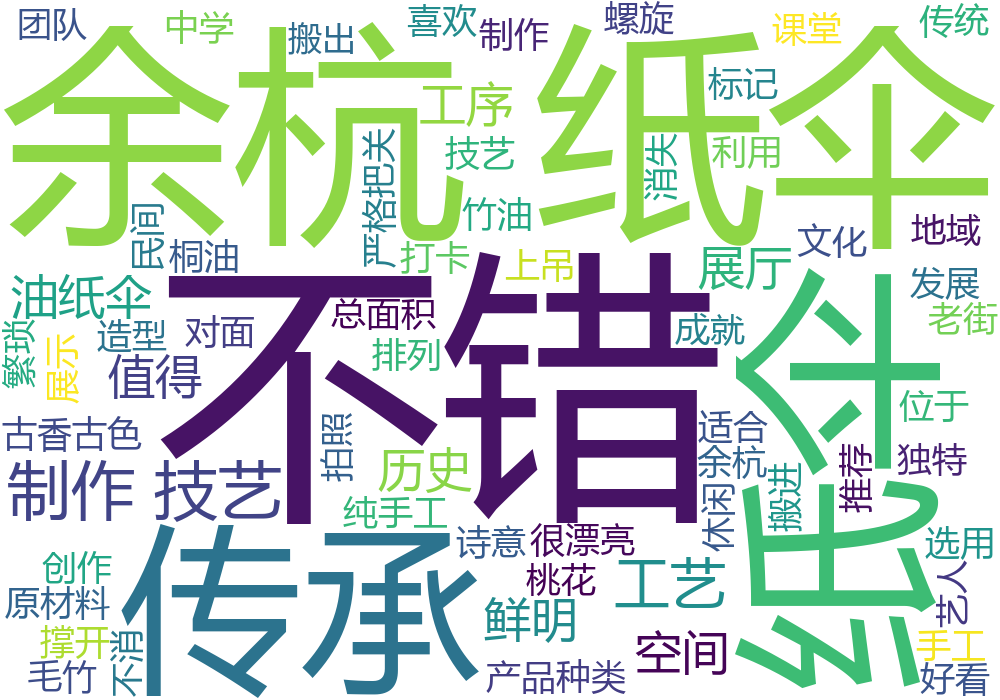 团队
中学
搬出
喜欢
制作
螺旋
课堂
传统
余杭 纸伞
工序
标记
技艺
严格把关
消失
利用
竹油
民间
桐油
打卡
上吊
展厅
文化
地域
油纸伞
不错
纸伞
发展
总面积
老街
繁琐
展示
造型
对面
排列
成就
值得
位于
古香古色
拍照
历史
适合
余杭
推荐
独特
制作 技艺
搬进
休闲
纯手工
传承
诗意
很漂亮
选用
创作
桃花
工艺
艺人
原材料
鲜明
撑开
不消
空间
手工
毛竹
产品种类
好看